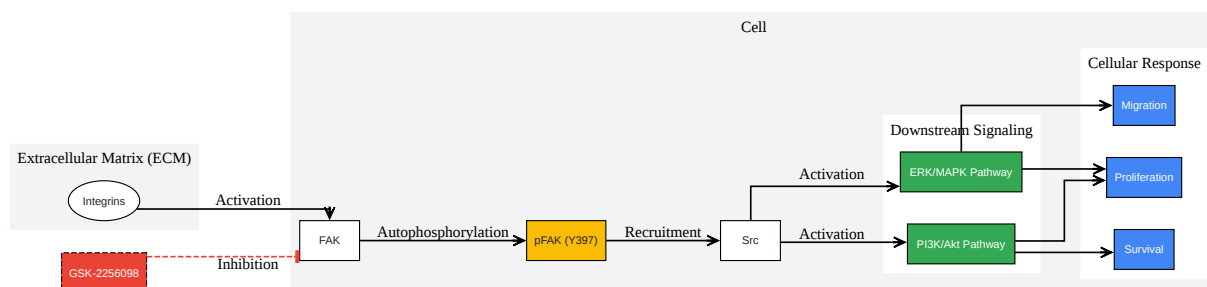 Cell
Cellular Response
Migration
Downstream Signaling
Extracellular Matrix (ECM)
Activation
ERK/MAPK Pathway
Proliferation
Integrins
Activation
FAK
Autophosphorylation
pFAK (Y397)
Recruitment
Src
Activation
PI3K/Akt Pathway
Survival
GSK-2256098
Inhibition